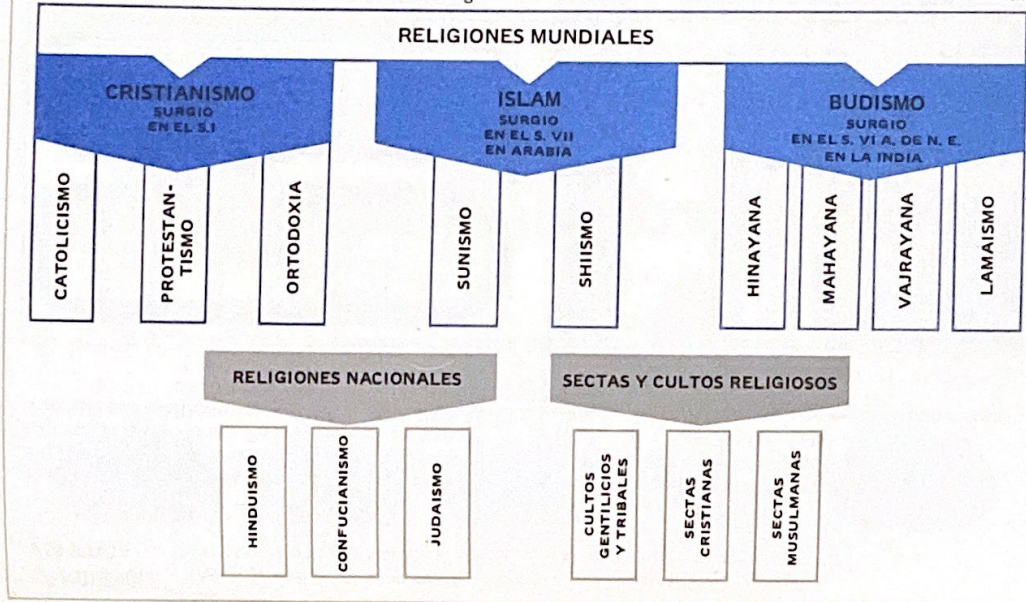 RELIGIONES MUNDIALES
CRISTIANISMO
SURGIO
EN EL S.I
CATOLICISMO
PROTESTAN-
TISMO
ORTODOXIA
ISLAM
SURGIO
EN EL S. VII
EN ARABIA
SUNISMO
SHIISMO
BUDISMO
SURGIO
EN EL S. VI A. DE N. E.
EN LA INDIA
HINAYANA
MAHAYANA
VAJRAYANA
LAMAISMO
RELIGIONES NACIONALES
HINDUISMO
CONFUCIANISMO
JUDAISMO
SECTAS Y CULTOS RELIGIOSOS
CULTOS
GENTILICIOS
Y TRIBALES
SECTAS
CRISTIANAS
SECTAS
MUSULMANAS